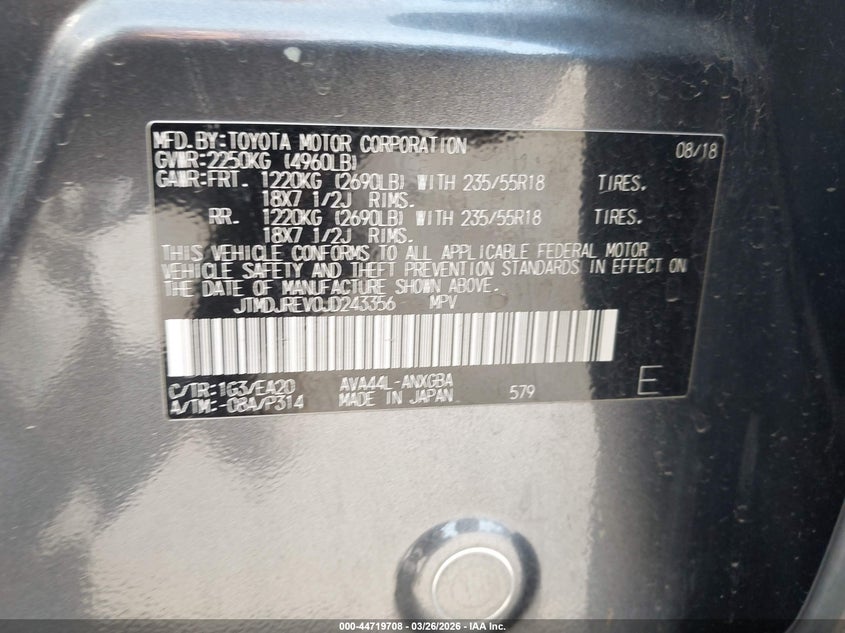 MFD.BY:TOYOTA MOTOR CORPORATION 08/18
GVWR:2250KG (4960LB)
GAWR:FRT. 1220KG (2690LB) WITH 235/55R18 TIRES.
18X7 1/2J RIMS.
RR. 1220KG (2690LB) WITH 235/55R18 TIRES.
18X7 1/2J RIMS.
THIS VEHICLE CONFORMS TO ALL APPLICABLE FEDERAL MOTOR
VEHICLE SAFETY AND THEFT PREVENTION STANDARDS IN EFFECT ON
THE DATE OF MANUFACTURE SHOWN ABOVE.
JTMDJREV0JD243356 MPV
C/TR:1G3/EA20 AVA44L-ANXGBA
A/TM:-08A/P314 MADE IN JAPAN 579 E
000-44719708 - 03/26/2026 - IAA Inc.